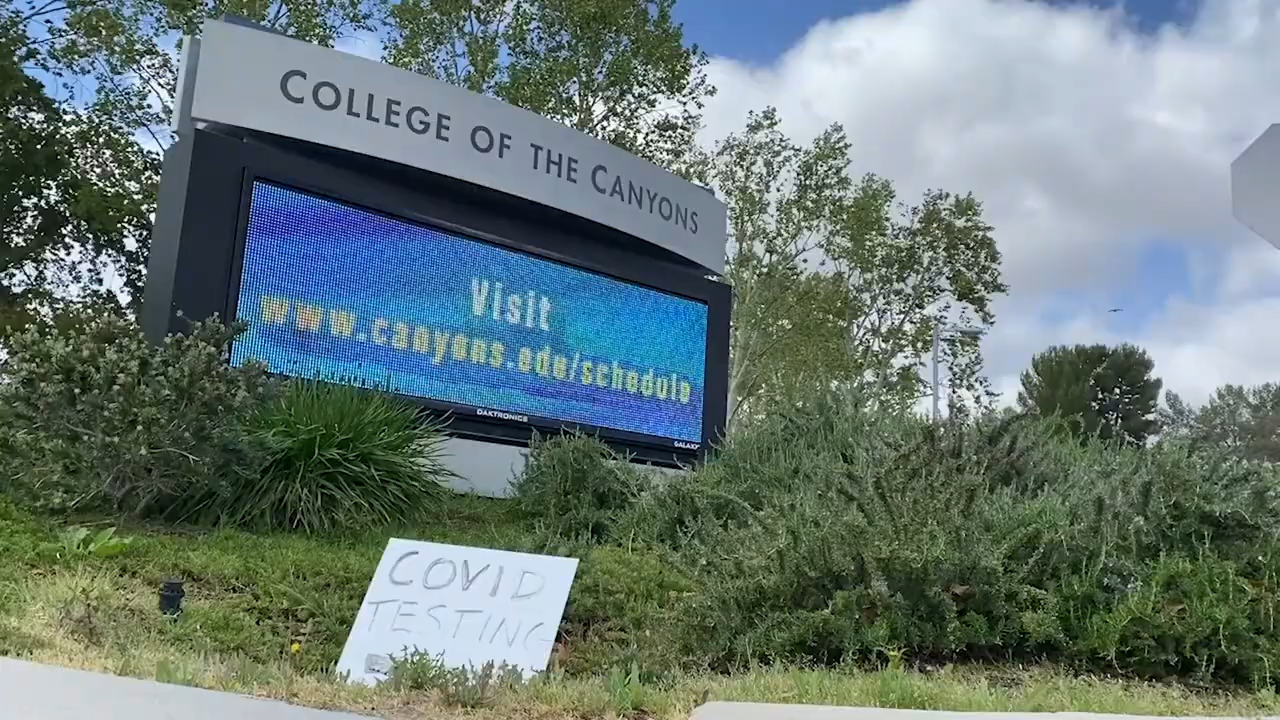 COLLEGE OF THE CANYONS
Visit
www.canyons.edu/schedule
DAKTRONICS
GALAXY
COVID
TESTING